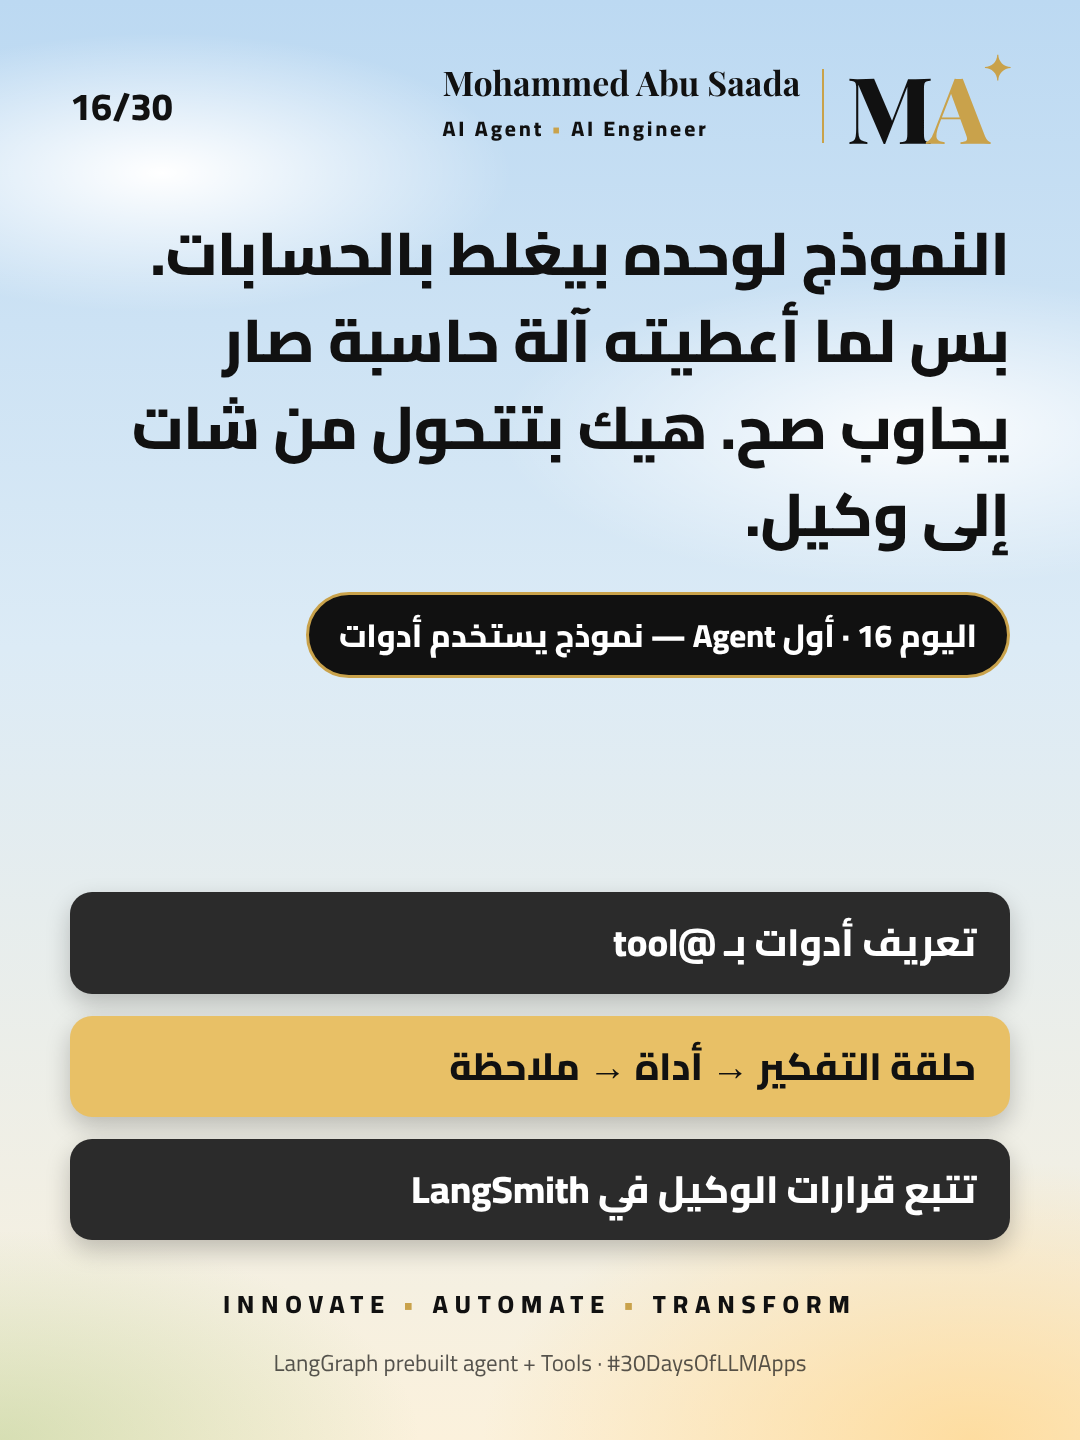 16/30
Mohammed Abu Saada
AI Agent ▪ AI Engineer
MA
النموذج لوحده بيغلط بالحسابات.
بس لما أعطيته آلة حاسبة صار
يجاوب صح. هيك بتتحول من شات
إلى وكيل.
اليوم 16 · أول Agent — نموذج يستخدم أدوات
تعريف أدوات بـ @tool
حلقة التفكير → أداة → ملاحظة
تتبع قرارات الوكيل في LangSmith
INNOVATE ▪ AUTOMATE ▪ TRANSFORM
LangGraph prebuilt agent + Tools · #30DaysOfLLMApps